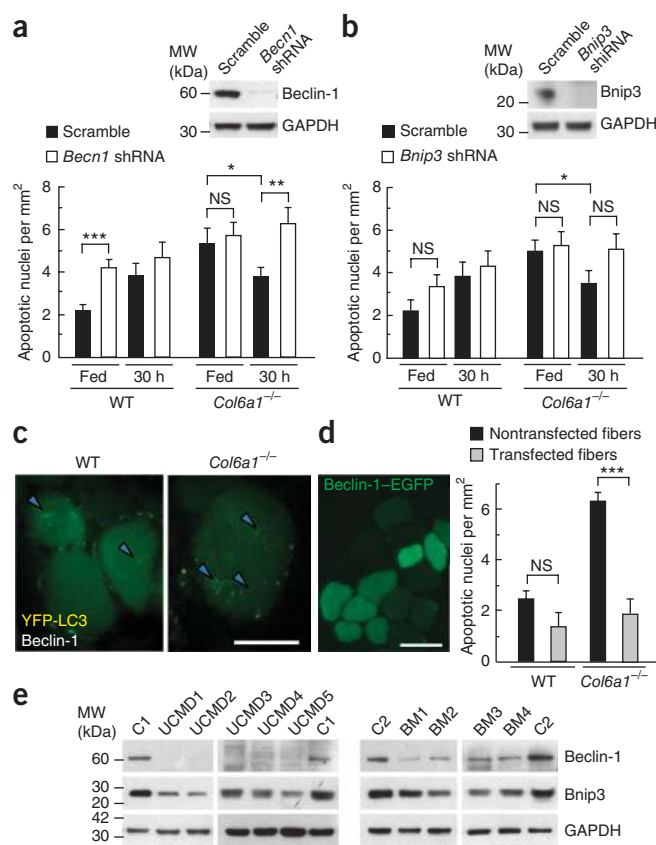 a
MW
(kDa)
Scramble
Becn1
shRNA
60
Beclin-1
30
GAPDH
Scramble
Becn1 shRNA
Apoptotic nuclei per mm²
8
6
4
2
0
***
*
NS
**
Fed
30 h
Fed
30 h
WT
Col6a1–/–
b
MW
(kDa)
Scramble
Bnip3
shiRNA
20
Bnip3
30
GAPDH
Scramble
Bnip3 shRNA
Apoptotic nuclei per mm²
8
6
4
2
0
NS
*
NS
NS
Fed
30 h
Fed
30 h
WT
Col6a1–/–
c
WT
Col6a1–/–
YFP-LC3
Beclin-1
d
Beclin-1–EGFP
Nontransfected fibers
Transfected fibers
Apoptotic nuclei per mm²
6
4
2
0
NS
***
WT
Col6a1–/–
e
MW
(kDa)
C1
UCMD1
UCMD2
UCMD3
UCMD4
UCMD5
C1
C2
BM1
BM2
BM3
BM4
C2
60
Beclin-1
30
20
Bnip3
42
30
GAPDH